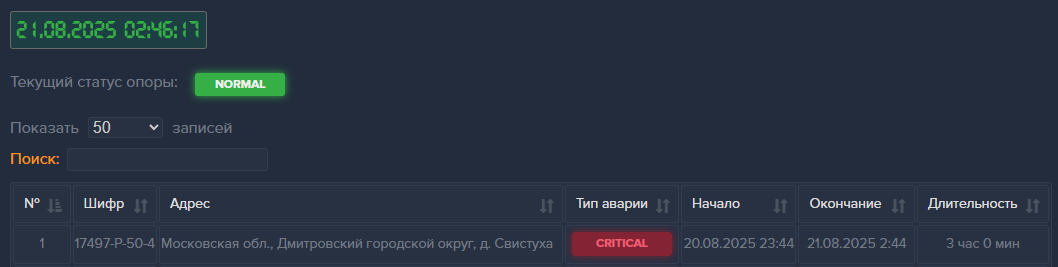 21.08.2025 02:46:17
Текущий статус опоры: NORMAL
Показать 50 записей
Поиск:
№ Шифр Адрес Тип аварии Начало Окончание Длительность
1 17497-Р-50-4 Московская обл., Дмитровский городской округ, д. Свистуха CRITICAL 20.08.2025 23:44 21.08.2025 2:44 3 час 0 мин